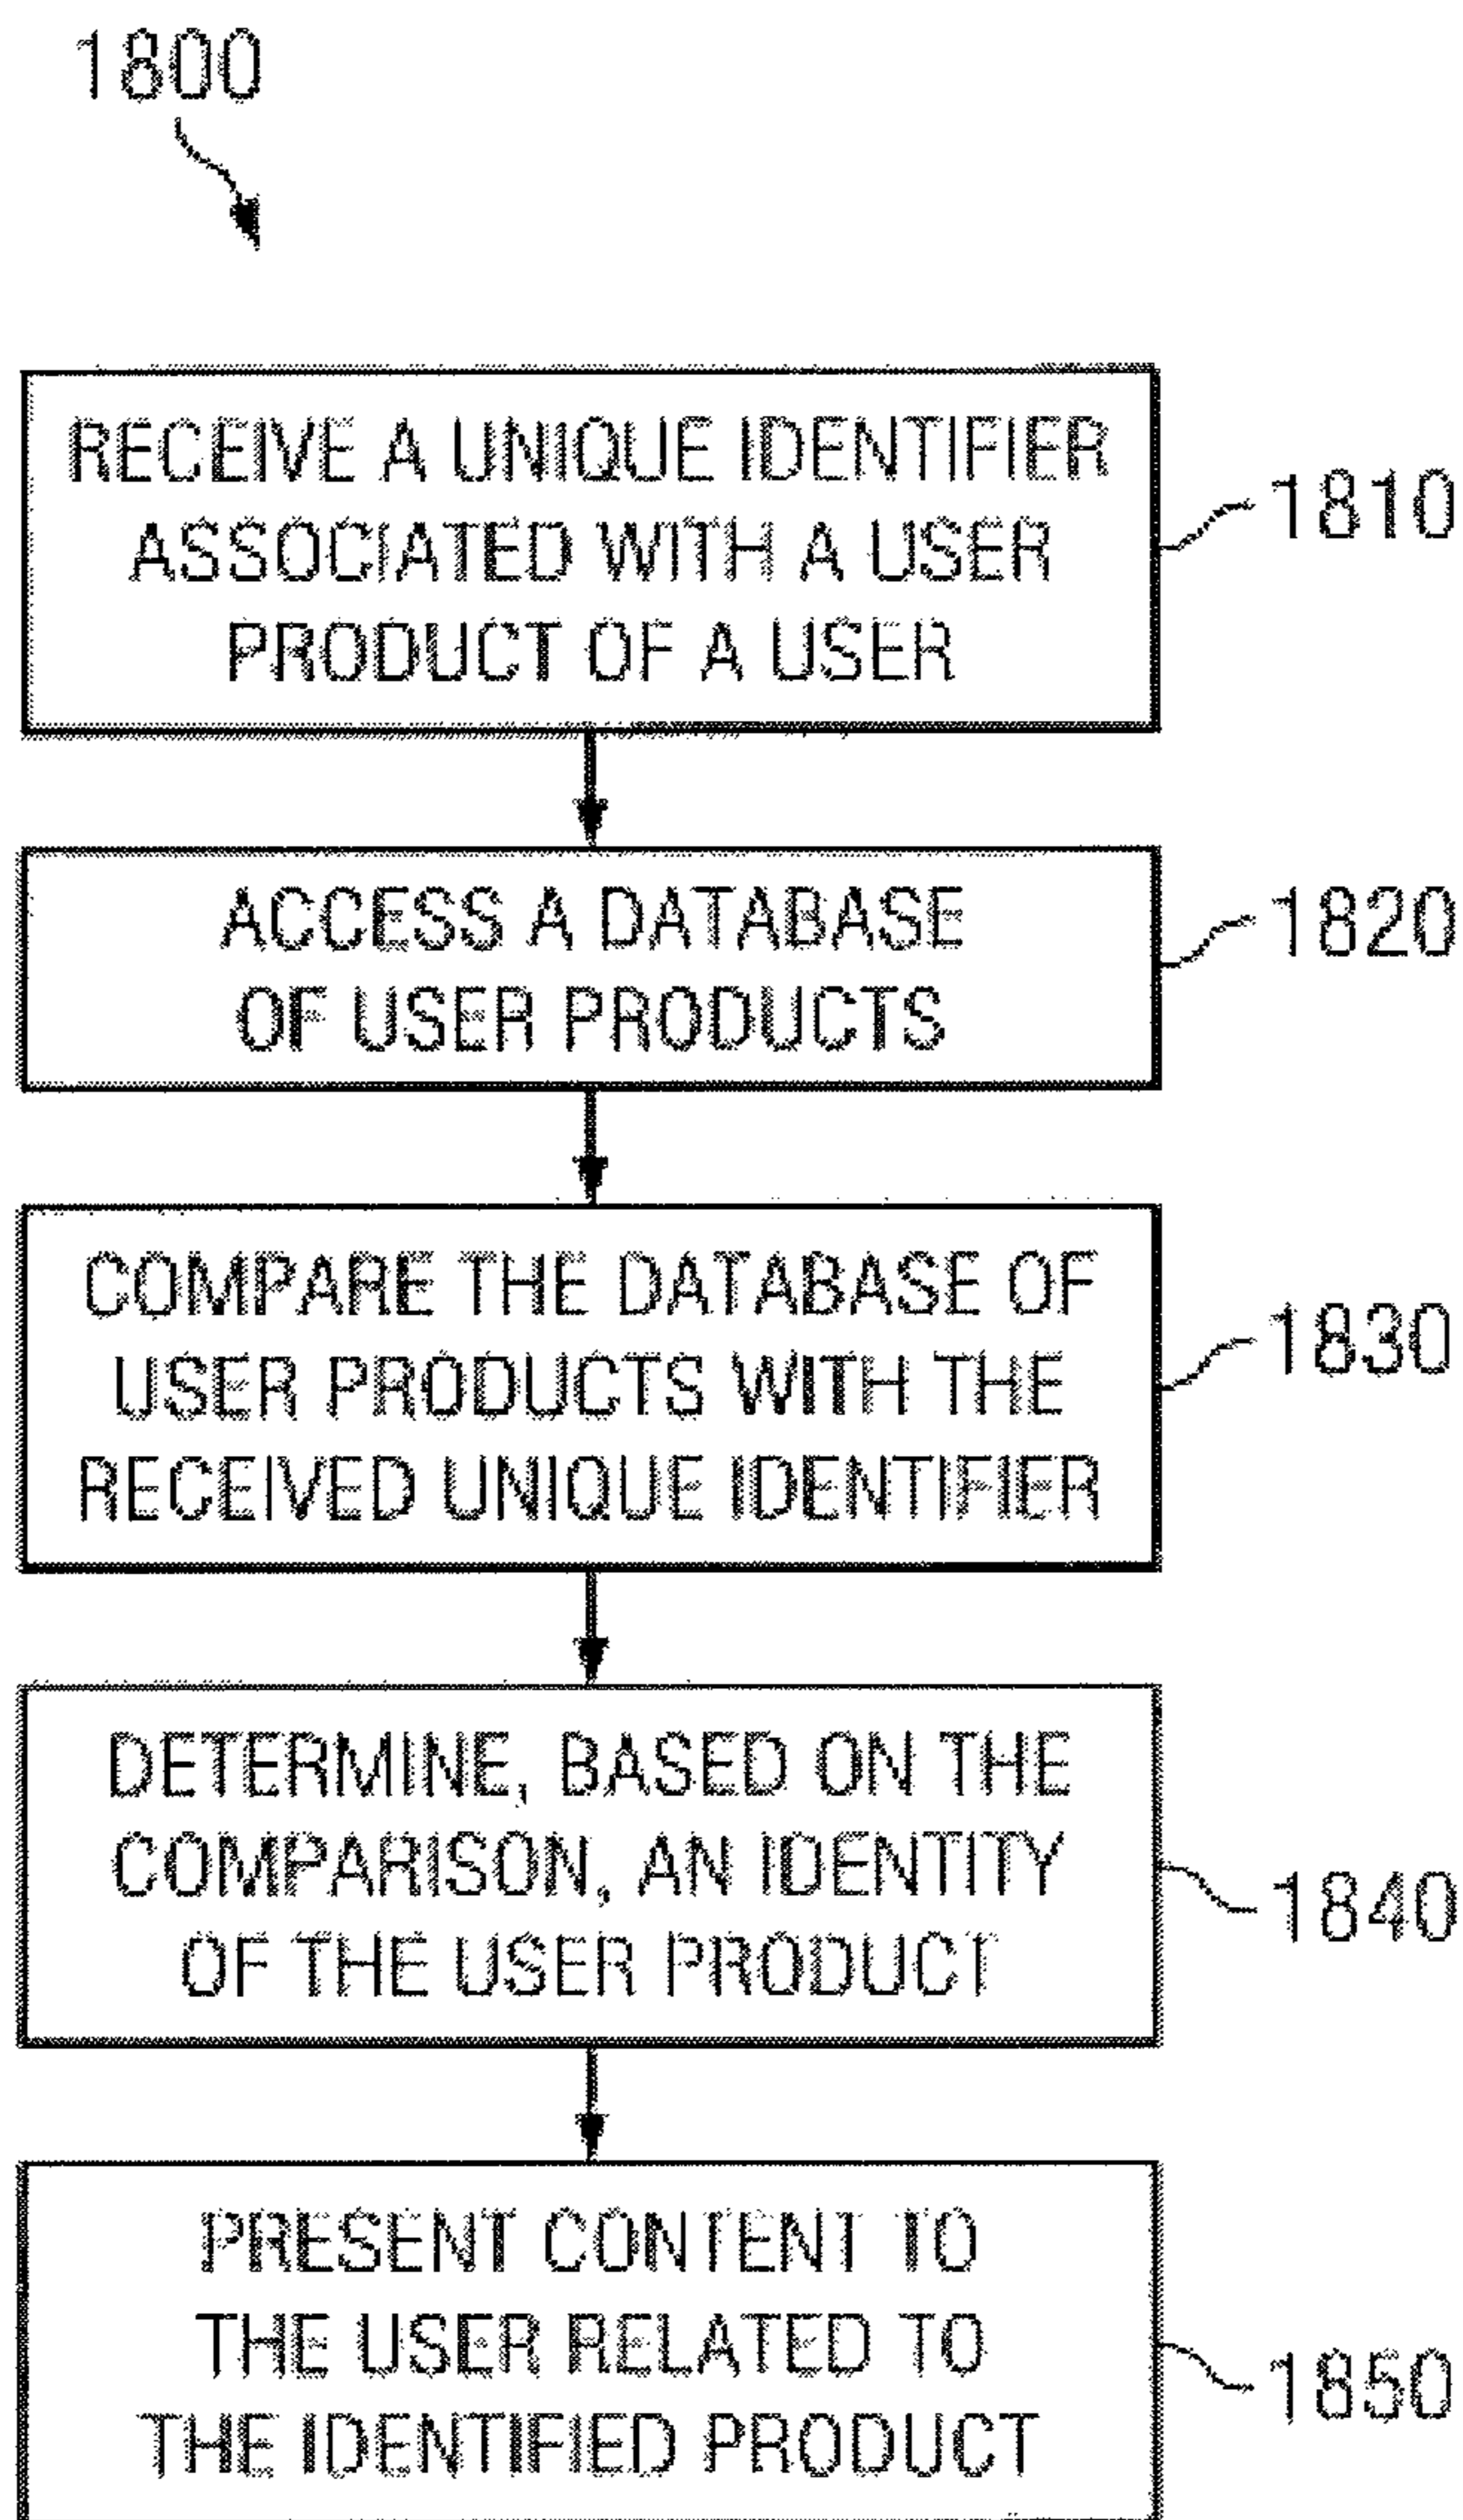 1800
RECEIVE A UNIQUE IDENTIFIER
ASSOCIATED WITH A USER
PRODUCT OF A USER
1810
ACCESS A DATABASE
OF USER PRODUCTS
1820
COMPARE THE DATABASE OF
USER PRODUCTS WITH THE
RECEIVED UNIQUE IDENTIFIER
1830
DETERMINE, BASED ON THE
COMPARISON, AN IDENTITY
OF THE USER PRODUCT
1840
PRESENT CONTENT TO
THE USER RELATED TO
THE IDENTIFIED PRODUCT
1850